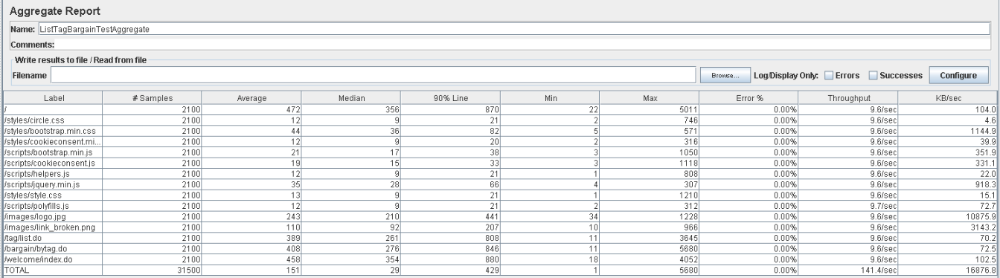 Aggregate Report
Name: ListTagBargainTestAggregate
Comments:
Write results to file / Read from file
Filename Browse... Log/Display Only: Errors Successes Configure
Label # Samples Average Median 90% Line Min Max Error % Throughput KB/sec
/ 2100 472 356 870 22 5011 0.00% 9.6/sec 104.0
/styles/circle.css 2100 12 9 21 2 746 0.00% 9.6/sec 4.6
/styles/bootstrap.min.css 2100 44 36 82 5 571 0.00% 9.6/sec 1144.9
/styles/cookieconsent.mi... 2100 12 9 20 2 316 0.00% 9.6/sec 39.9
/scripts/bootstrap.min.js 2100 21 17 38 3 1050 0.00% 9.6/sec 351.9
/scripts/cookieconsent.js 2100 19 15 33 3 1118 0.00% 9.6/sec 331.1
/scripts/helpers.js 2100 12 9 21 1 808 0.00% 9.6/sec 22.0
/scripts/jquery.min.js 2100 35 28 66 4 307 0.00% 9.6/sec 918.3
/styles/style.css 2100 13 9 21 1 1210 0.00% 9.6/sec 15.1
/scripts/polyfills.js 2100 12 9 21 2 312 0.00% 9.7/sec 72.7
/images/logo.jpg 2100 243 210 441 34 1228 0.00% 9.6/sec 10875.9
/images/link_broken.png 2100 110 92 207 10 966 0.00% 9.6/sec 3143.2
/tag/list.do 2100 389 261 808 11 3645 0.00% 9.6/sec 70.2
/bargain/bytag.do 2100 408 276 846 11 5680 0.00% 9.6/sec 72.5
/welcome/index.do 2100 458 354 880 18 4052 0.00% 9.6/sec 102.5
TOTAL 31500 151 29 429 1 5680 0.00% 141.4/sec 16876.8